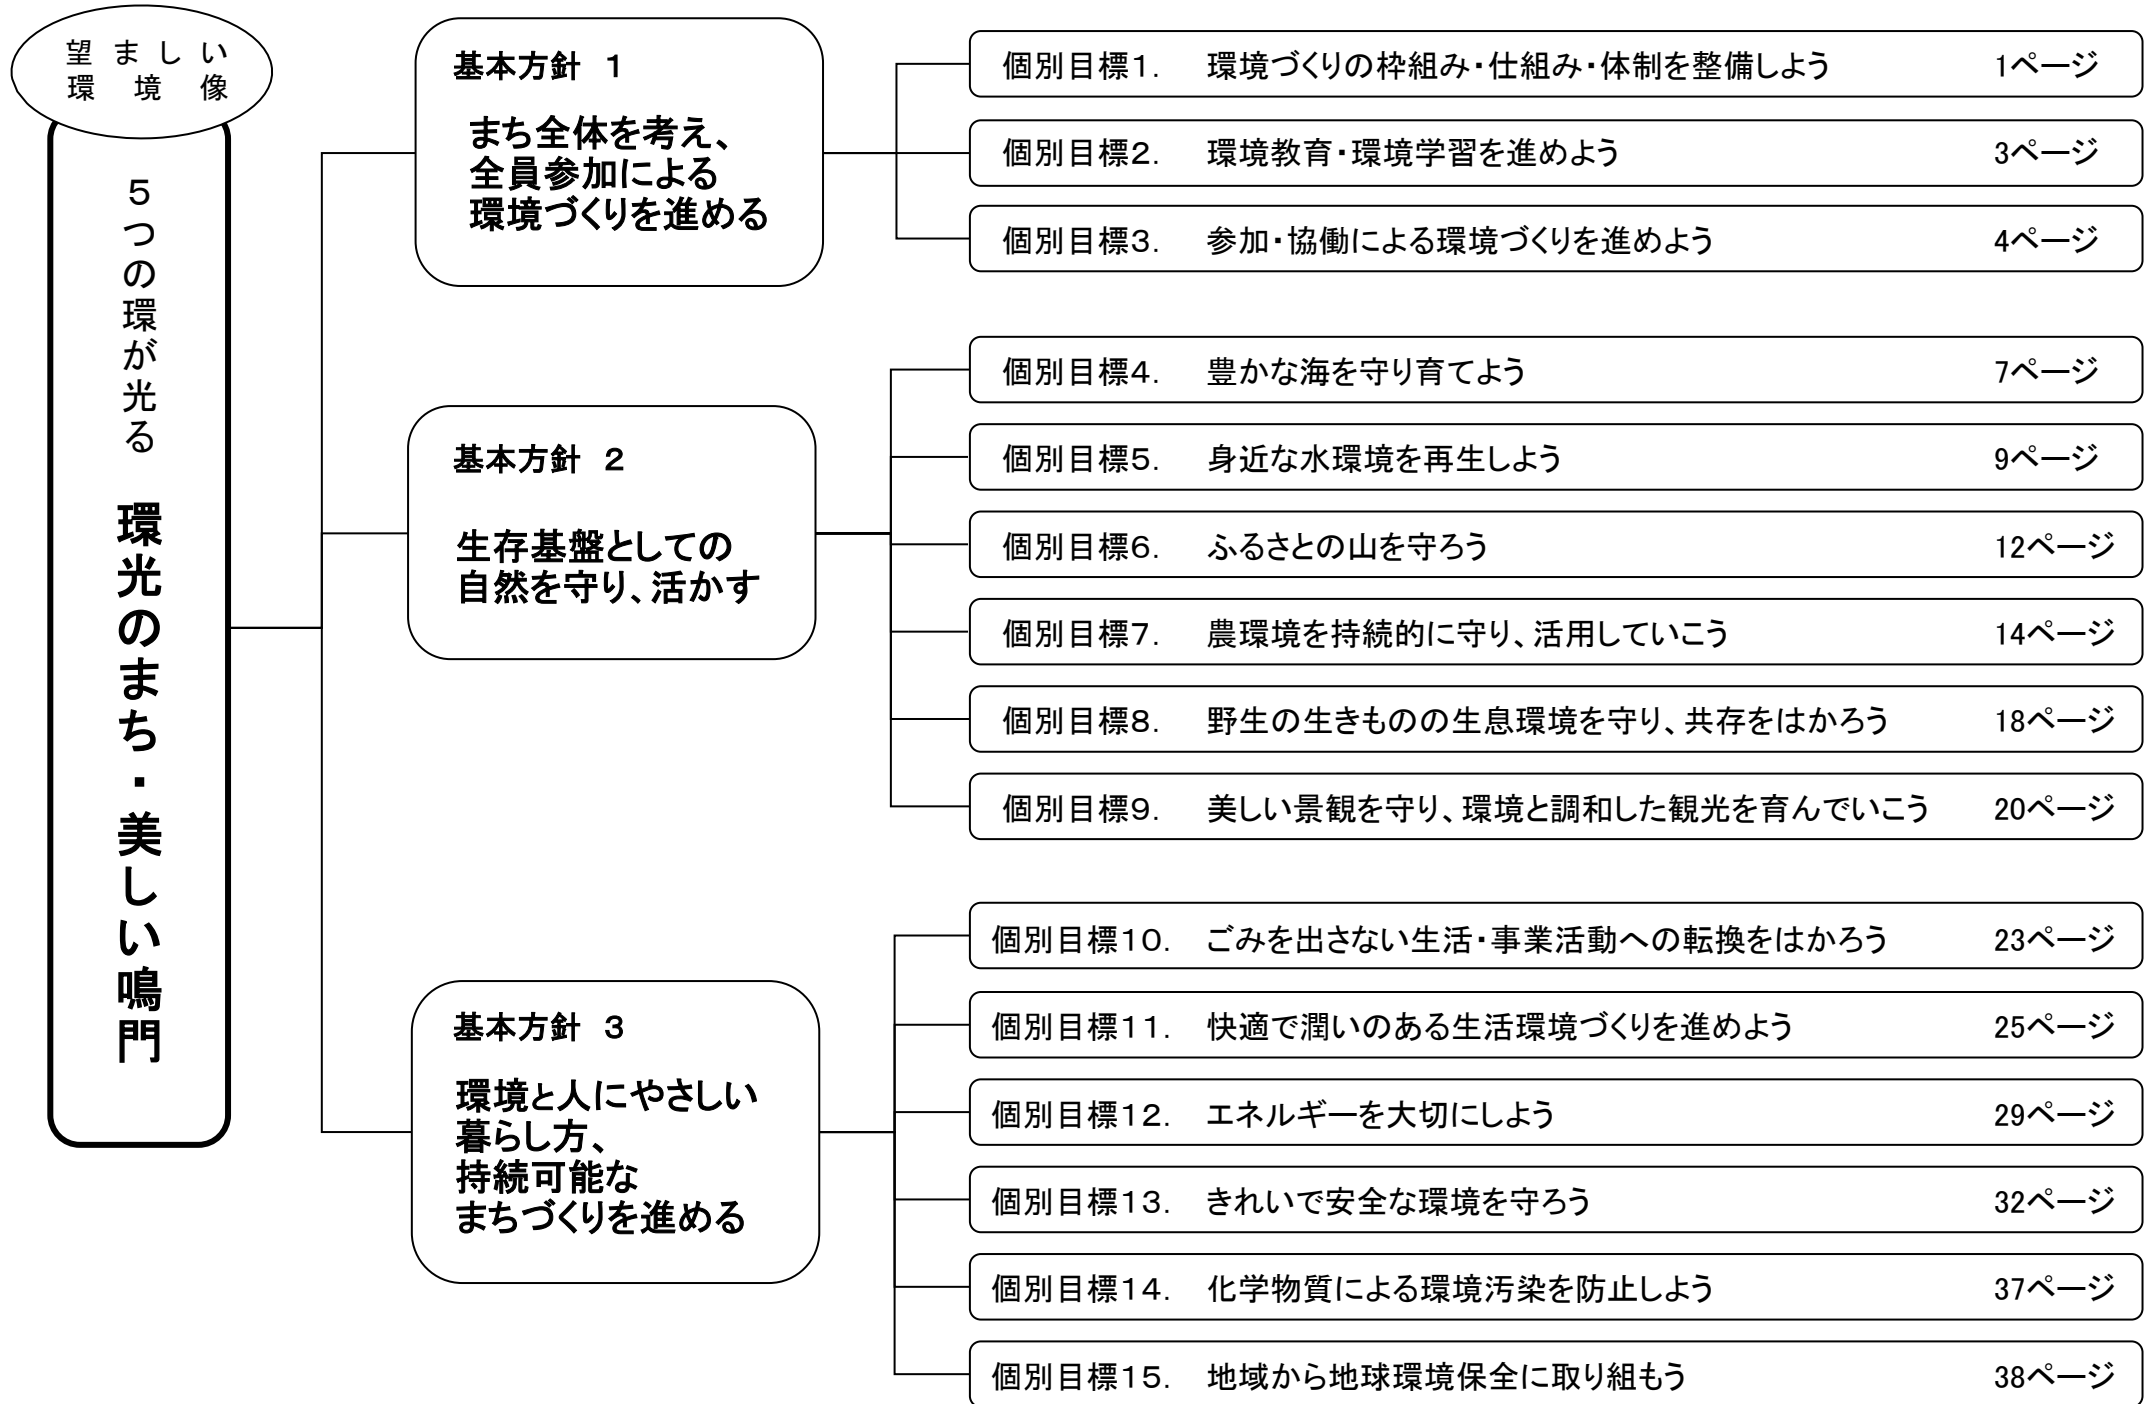 望ましい
環境像
５つの環が光る　環光のまち・美しい鳴門
基本方針　１
まち全体を考え、
全員参加による
環境づくりを進める
個別目標１．　環境づくりの枠組み・仕組み・体制を整備しよう　1ページ
個別目標２．　環境教育・環境学習を進めよう　3ページ
個別目標３．　参加・協働による環境づくりを進めよう　4ページ
基本方針　２
生存基盤としての
自然を守り、活かす
個別目標４．　豊かな海を守り育てよう　7ページ
個別目標５．　身近な水環境を再生しよう　9ページ
個別目標６．　ふるさとの山を守ろう　12ページ
個別目標７．　農環境を持続的に守り、活用していこう　14ページ
個別目標８．　野生の生きものの生息環境を守り、共存をはかろう　18ページ
個別目標９．　美しい景観を守り、環境と調和した観光を育んでいこう　20ページ
基本方針　３
環境と人にやさしい
暮らし方、
持続可能な
まちづくりを進める
個別目標１０．　ごみを出さない生活・事業活動への転換をはかろう　23ページ
個別目標１１．　快適で潤いのある生活環境づくりを進めよう　25ページ
個別目標１２．　エネルギーを大切にしよう　29ページ
個別目標１３．　きれいで安全な環境を守ろう　32ページ
個別目標１４．　化学物質による環境汚染を防止しよう　37ページ
個別目標１５．　地域から地球環境保全に取り組もう　38ページ